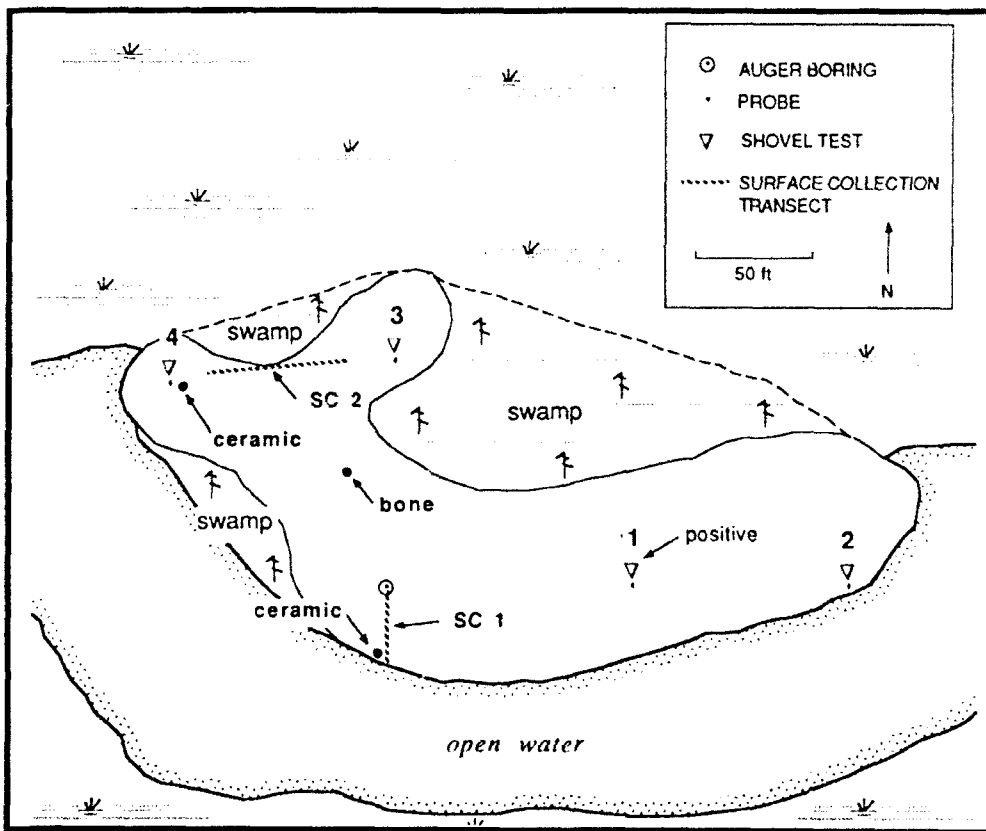 AUGER BORING
PROBE
SHOVEL TEST
SURFACE COLLECTION
TRANSECT
50 ft
N
swamp
3
4
SC 2
swamp
ceramic
bone
swamp
1
positive
2
ceramic
SC 1
open water